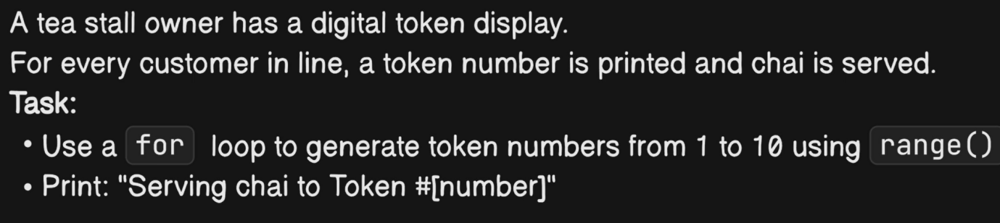 A tea stall owner has a digital token display.
For every customer in line, a token number is printed and chai is served.
Task:
• Use a for loop to generate token numbers from 1 to 10 using range()
• Print: "Serving chai to Token #[number]"